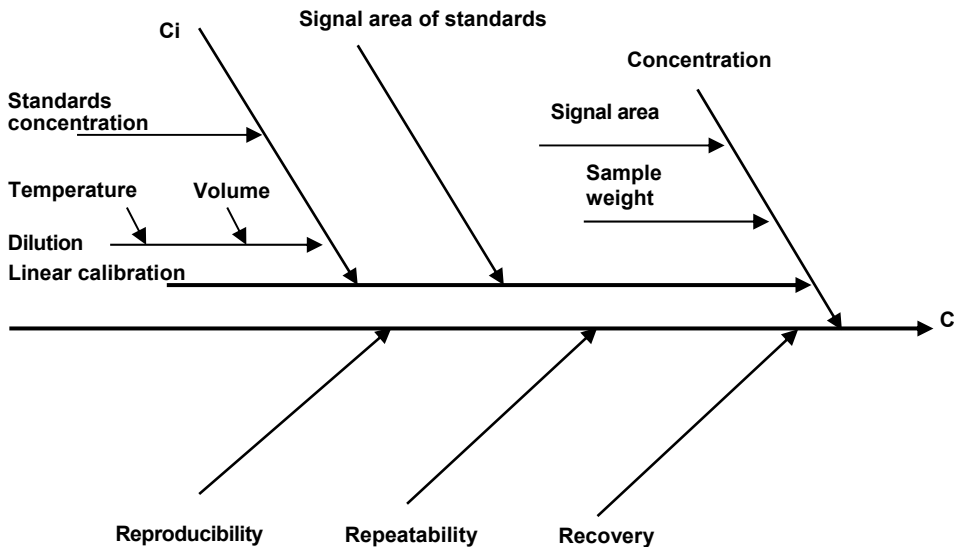 Signal area of standards
Ci
Concentration
Standards
concentration
Signal area
Sample
weight
Temperature
Volume
Dilution
Linear calibration
C
Reproducibility
Repeatability
Recovery